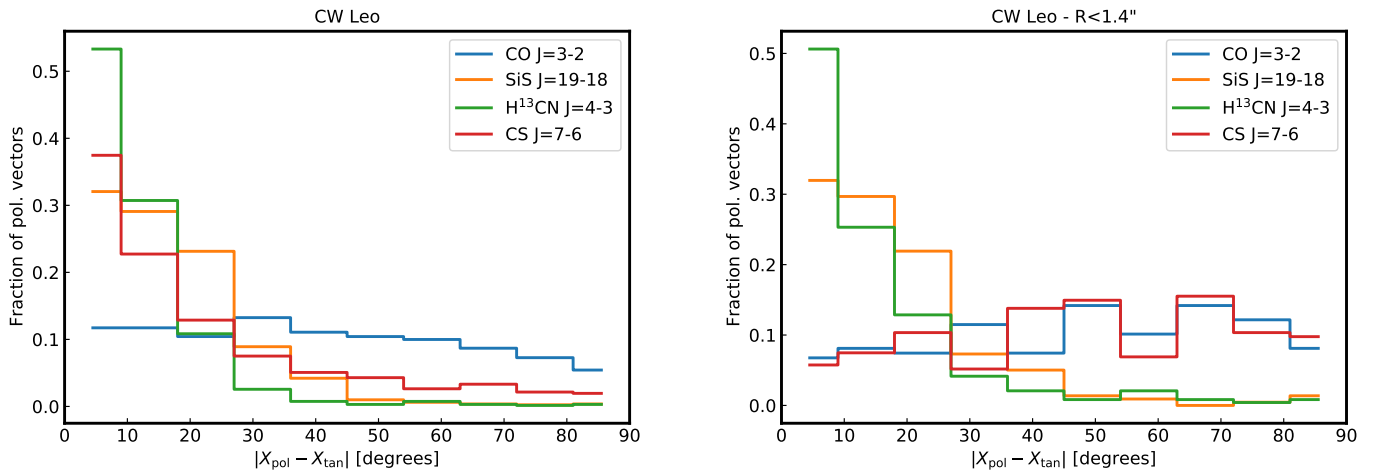 CW Leo
Fraction of pol. vectors
0.5
0.4
0.3
0.2
0.1
0.0
CO J=3-2
SiS J=19-18
H¹³CN J=4-3
CS J=7-6
0 10 20 30 40 50 60 70 80 90
|X_pol − X_tan| [degrees]
CW Leo - R<1.4"
Fraction of pol. vectors
0.5
0.4
0.3
0.2
0.1
0.0
CO J=3-2
SiS J=19-18
H¹³CN J=4-3
CS J=7-6
0 10 20 30 40 50 60 70 80 90
|X_pol − X_tan| [degrees]